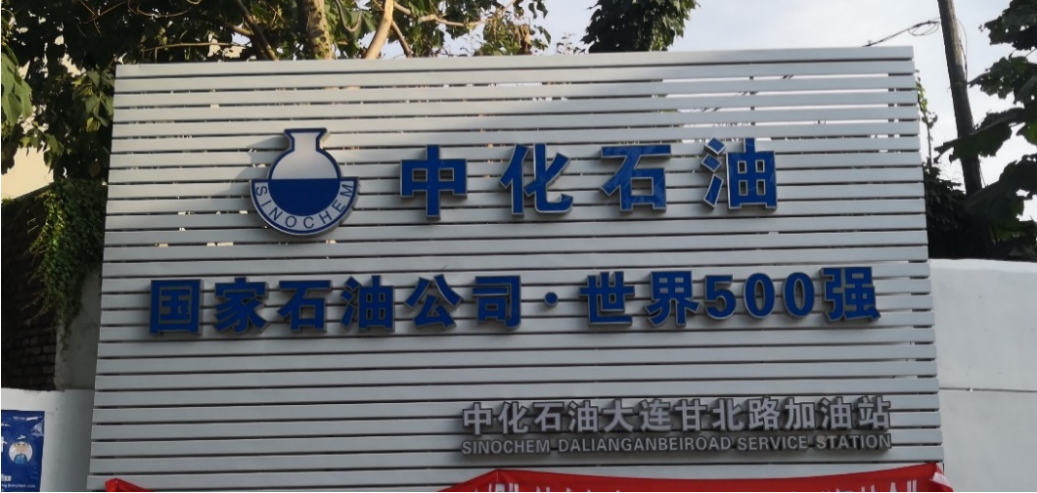 SINOCHEM
中化石油
国家石油公司·世界500强
中化石油大连甘北路加油站
SINOCHEM DALIANGANBEIROAD SERVICE STATION